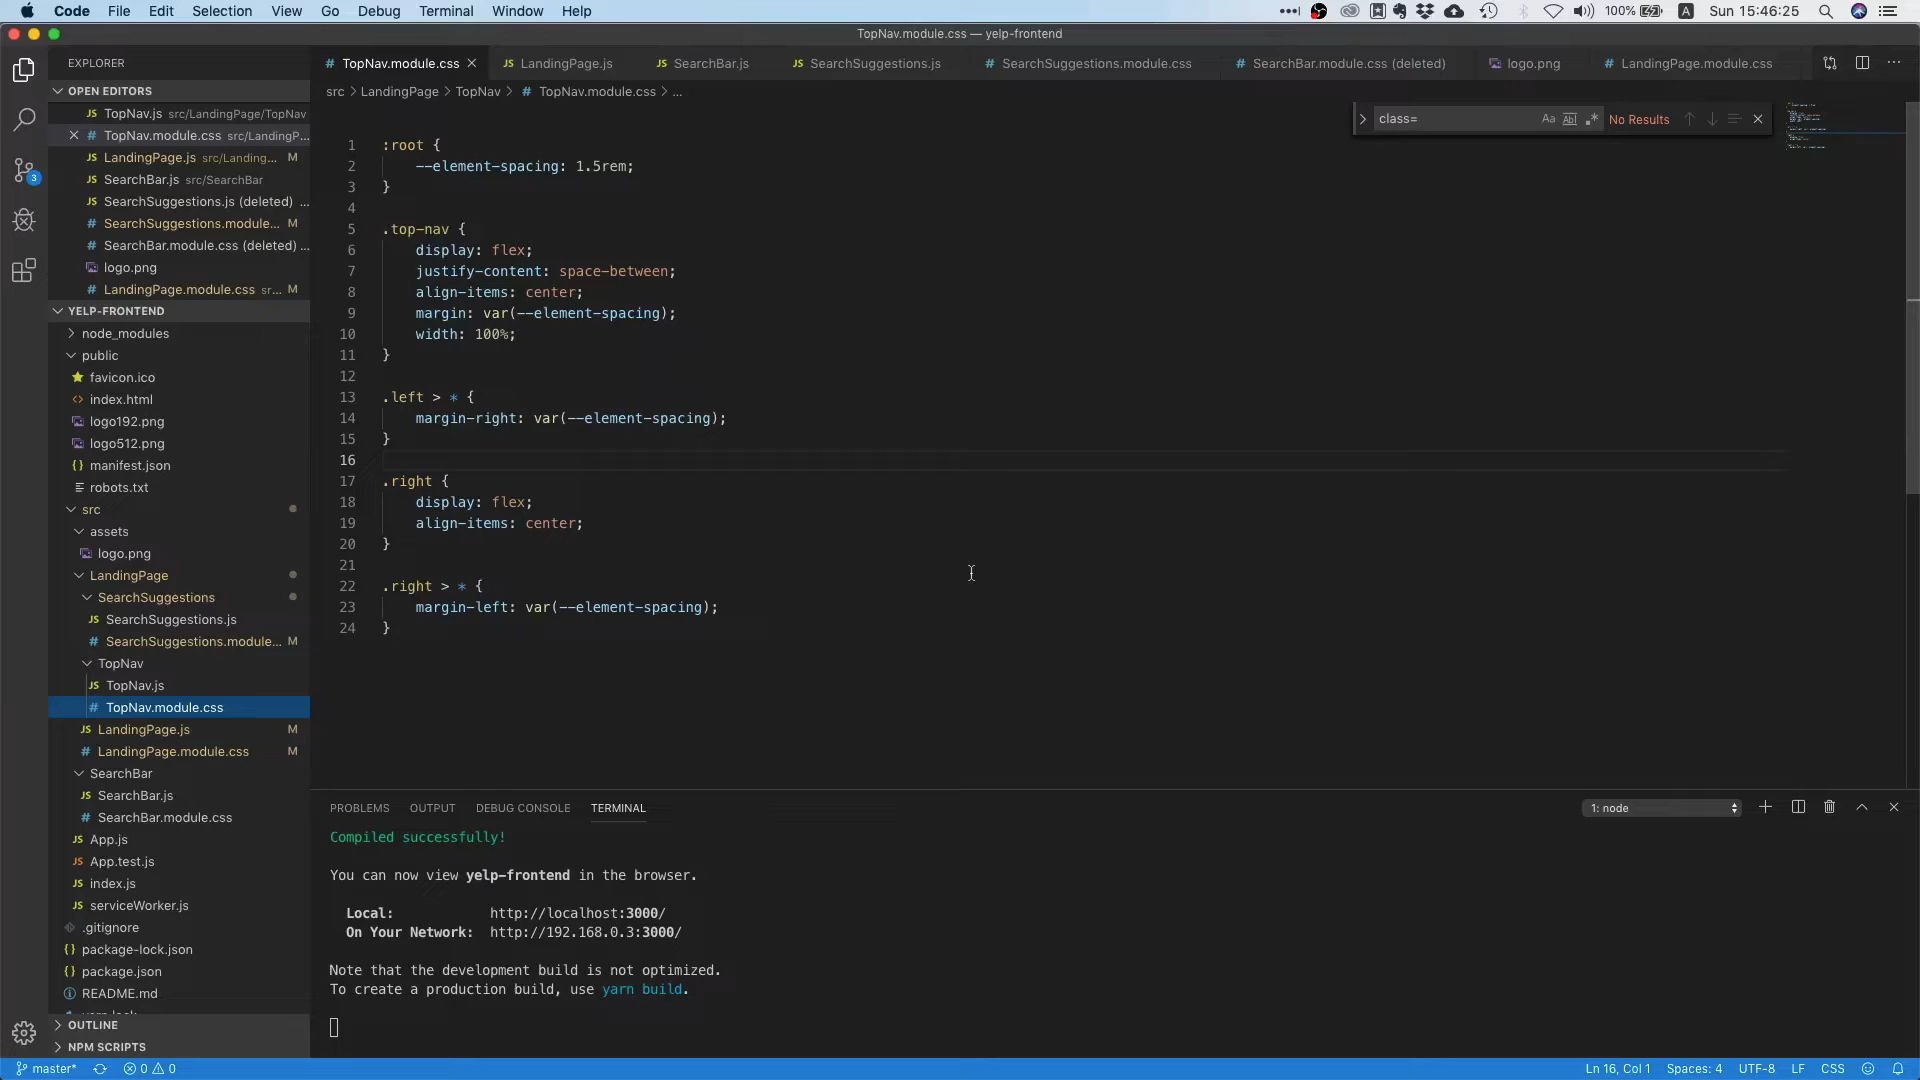 Code File Edit Selection View Go Debug Terminal Window Help
100% A Sun 15:46:25
TopNav.module.css — yelp-frontend
EXPLORER
OPEN EDITORS
JS TopNav.js src/LandingPage/TopNav
# TopNav.module.css src/LandingP...
JS LandingPage.js src/Landing... M
JS SearchBar.js src/SearchBar
JS SearchSuggestions.js (deleted) ...
# SearchSuggestions.module... M
# SearchBar.module.css (deleted) ...
logo.png
# LandingPage.module.css sr... M
YELP-FRONTEND
node_modules
public
favicon.ico
<> index.html
logo192.png
logo512.png
{} manifest.json
robots.txt
src
assets
logo.png
LandingPage
SearchSuggestions
JS SearchSuggestions.js
# SearchSuggestions.module... M
TopNav
JS TopNav.js
# TopNav.module.css
JS LandingPage.js M
# LandingPage.module.css M
SearchBar
JS SearchBar.js
# SearchBar.module.css
JS App.js
JS App.test.js
JS index.js
JS serviceWorker.js
.gitignore
{} package-lock.json
{} package.json
README.md
OUTLINE
NPM SCRIPTS
3
# TopNav.module.css JS LandingPage.js JS SearchBar.js JS SearchSuggestions.js # SearchSuggestions.module.css # SearchBar.module.css (deleted) logo.png # LandingPage.module.css
src > LandingPage > TopNav > # TopNav.module.css > ...
class= Aa Abl .* No Results
1 :root {
2 --element-spacing: 1.5rem;
3 }
4
5 .top-nav {
6 display: flex;
7 justify-content: space-between;
8 align-items: center;
9 margin: var(--element-spacing);
10 width: 100%;
11 }
12
13 .left > * {
14 margin-right: var(--element-spacing);
15 }
16
17 .right {
18 display: flex;
19 align-items: center;
20 }
21
22 .right > * {
23 margin-left: var(--element-spacing);
24 }
PROBLEMS OUTPUT DEBUG CONSOLE TERMINAL
1: node
Compiled successfully!
You can now view yelp-frontend in the browser.
Local: http://localhost:3000/
On Your Network: http://192.168.0.3:3000/
Note that the development build is not optimized.
To create a production build, use yarn build.
master* 0 0
Ln 16, Col 1 Spaces: 4 UTF-8 LF CSS